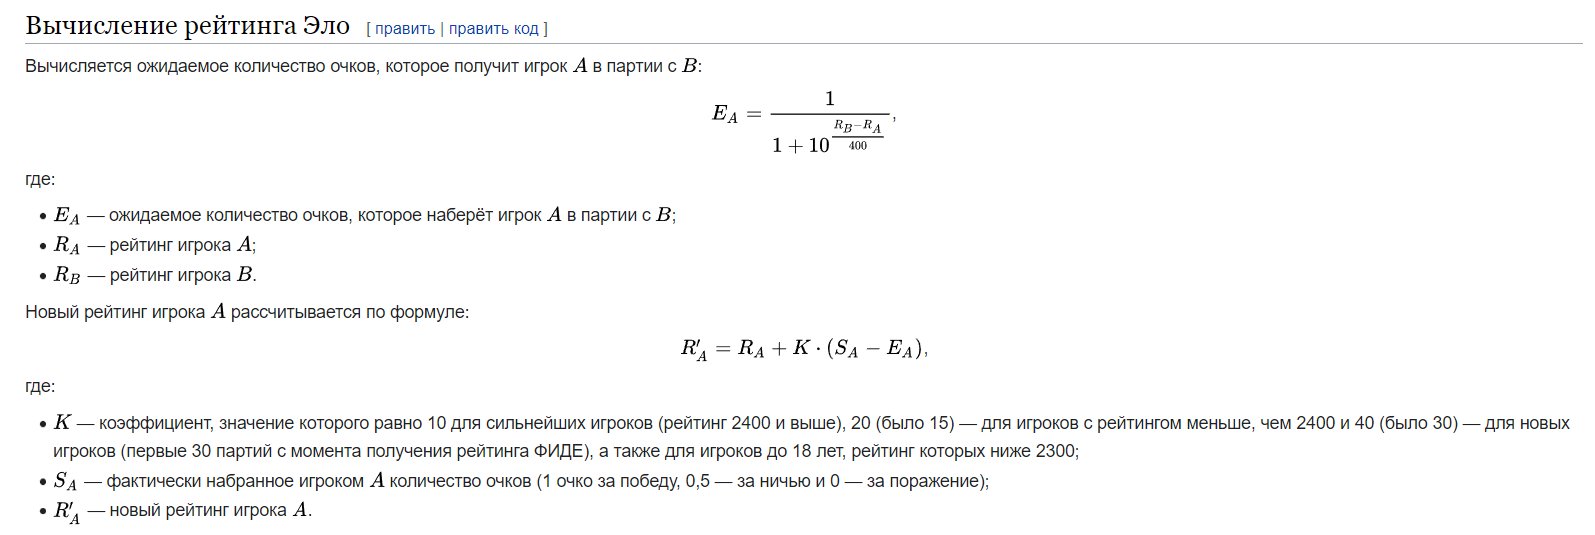 Вычисление рейтинга Эло [ править | править код ]
Вычисляется ожидаемое количество очков, которое получит игрок A в партии с B:
E_A = 1 / (1 + 10^((R_B − R_A)/400)),
где:
• E_A — ожидаемое количество очков, которое наберёт игрок A в партии с B;
• R_A — рейтинг игрока A;
• R_B — рейтинг игрока B.
Новый рейтинг игрока A рассчитывается по формуле:
R′_A = R_A + K · (S_A − E_A),
где:
• K — коэффициент, значение которого равно 10 для сильнейших игроков (рейтинг 2400 и выше), 20 (было 15) — для игроков с рейтингом меньше, чем 2400 и 40 (было 30) — для новых
игроков (первые 30 партий с момента получения рейтинга ФИДЕ), а также для игроков до 18 лет, рейтинг которых ниже 2300;
• S_A — фактически набранное игроком A количество очков (1 очко за победу, 0,5 — за ничью и 0 — за поражение);
• R′_A — новый рейтинг игрока A.